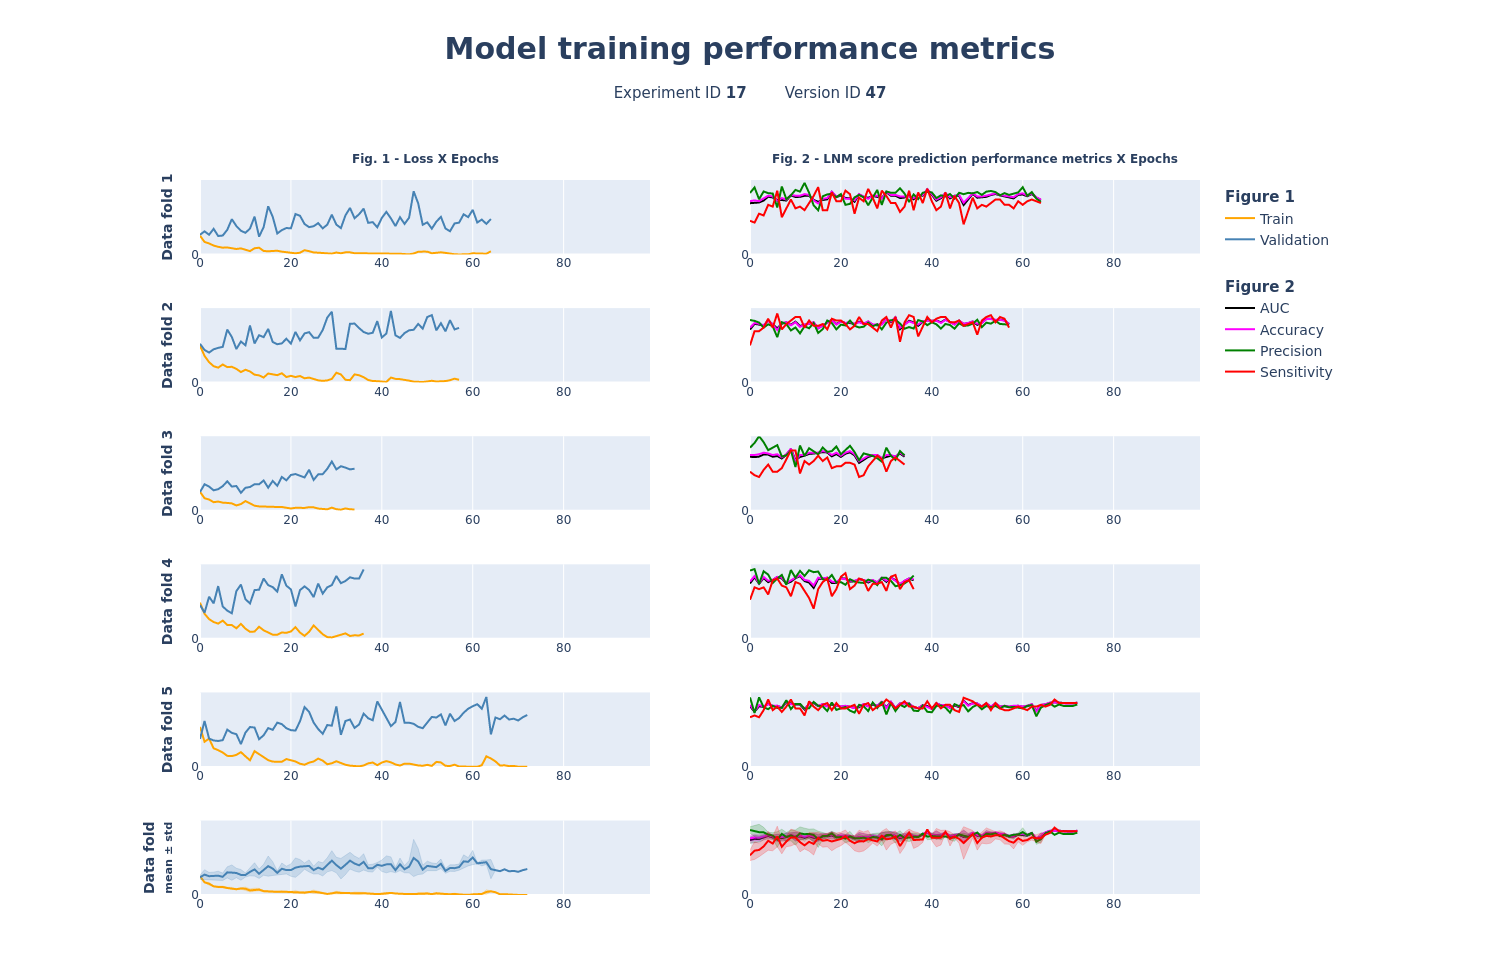 Model training performance metrics
Experiment ID 17 Version ID 47
Fig. 1 - Loss X Epochs
Fig. 2 - LNM score prediction performance metrics X Epochs
Data fold 1
0
0 20 40 60 80
0
0 20 40 60 80
Figure 1
Train
Validation
Figure 2
AUC
Accuracy
Precision
Sensitivity
Data fold 2
0
0 20 40 60 80
0
0 20 40 60 80
Data fold 3
0
0 20 40 60 80
0
0 20 40 60 80
Data fold 4
0
0 20 40 60 80
0
0 20 40 60 80
Data fold 5
0
0 20 40 60 80
0
0 20 40 60 80
Data fold
mean ± std
0
0 20 40 60 80
0
0 20 40 60 80